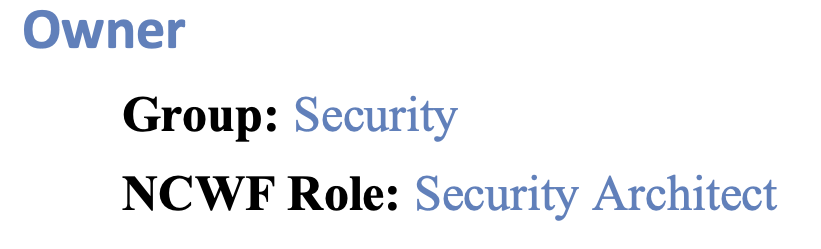 Owner
Group: Security
NCWF Role: Security Architect